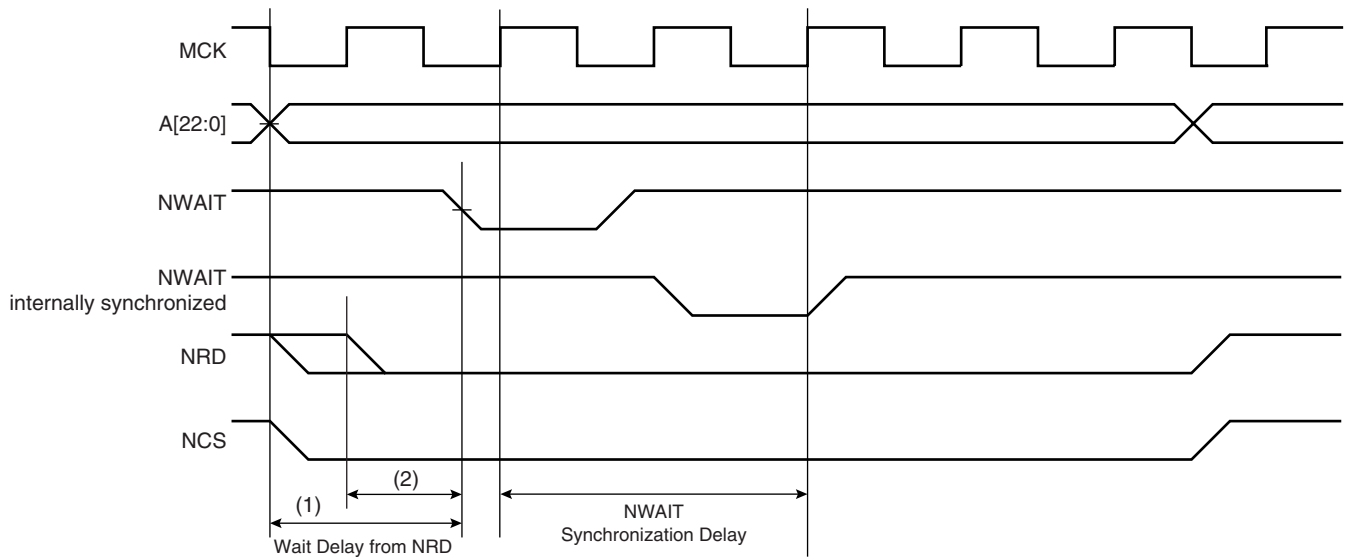 MCK
A[22:0]
NWAIT
NWAIT
internally synchronized
NRD
NCS
(2)
(1)
Wait Delay from NRD
NWAIT
Synchronization Delay